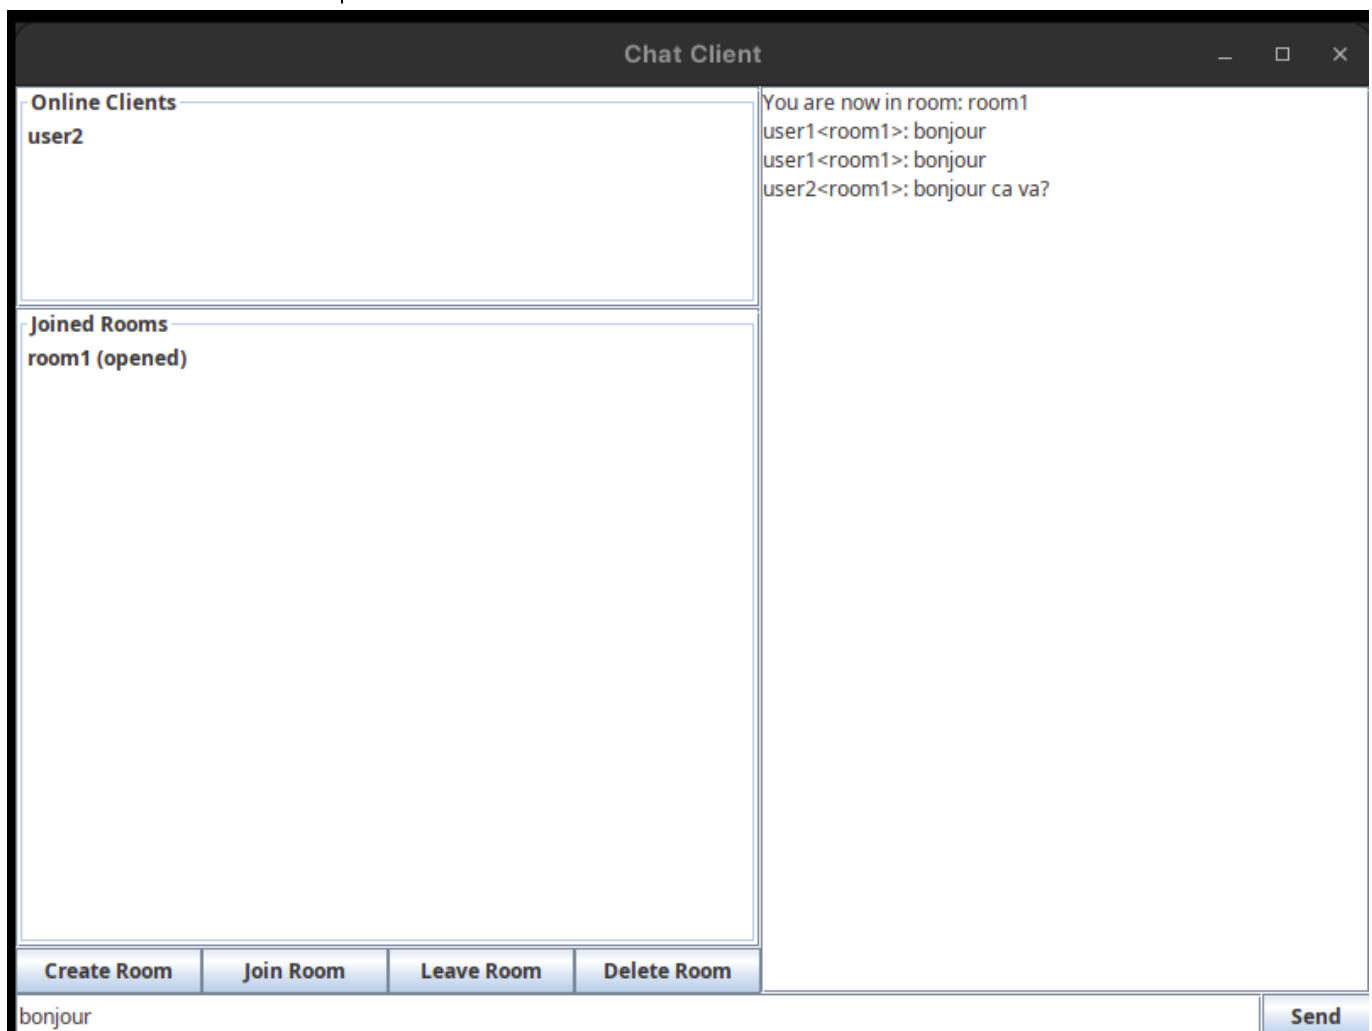 Chat Client
Online Clients
user2
Joined Rooms
room1 (opened)
Create Room
Join Room
Leave Room
Delete Room
You are now in room: room1
user1<room1>: bonjour
user1<room1>: bonjour
user2<room1>: bonjour ca va?
bonjour
Send